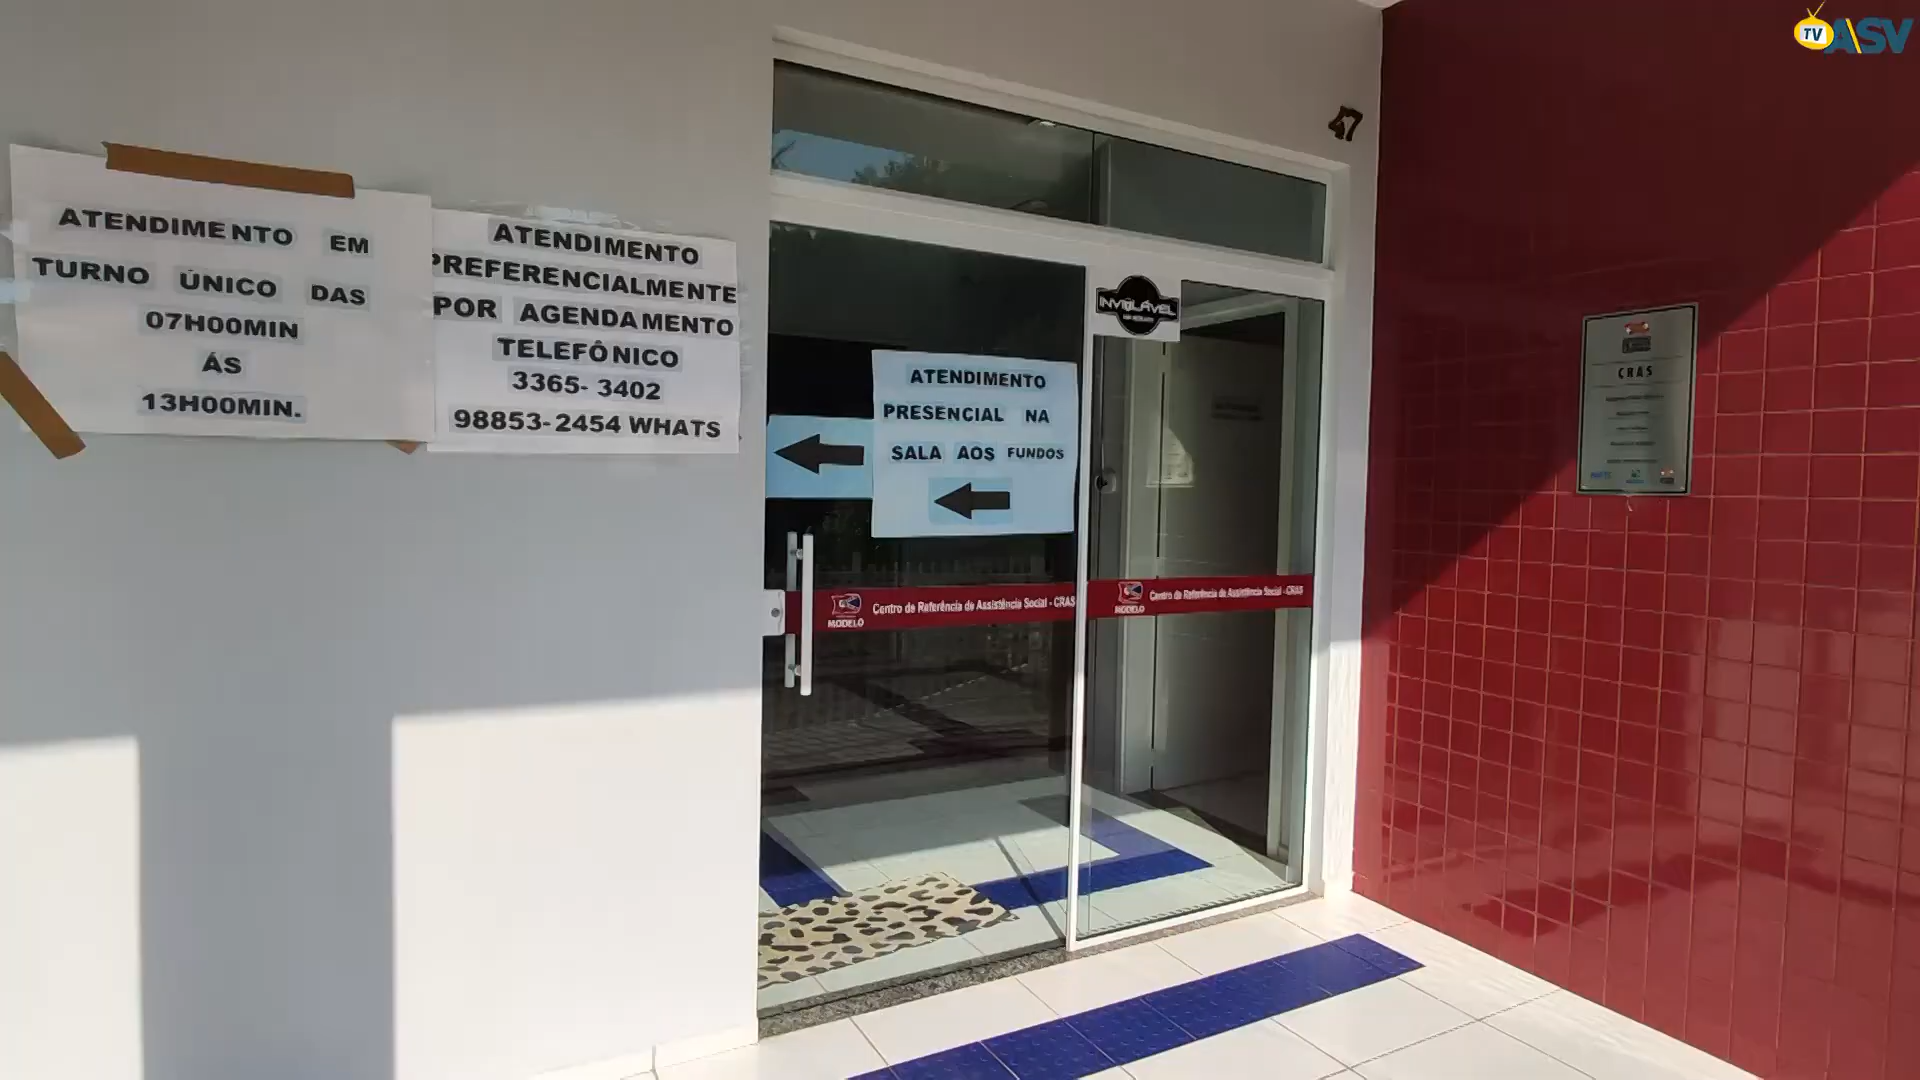 ATENDIMENTO EM
TURNO ÚNICO DAS
07H00MIN
ÁS
13H00MIN.
ATENDIMENTO
PREFERENCIALMENTE
POR AGENDAMENTO
TELEFÔNICO
3365- 3402
98853-2454 WHATS
ATENDIMENTO
PRESENCIAL NA
SALA AOS FUNDOS
INVIOLÁVEL
47
MODELO
Centro de Referência de Assistência Social - CRAS
MODELO
Centro de Referência de Assistência Social - CRAS
CRAS
TV ASV